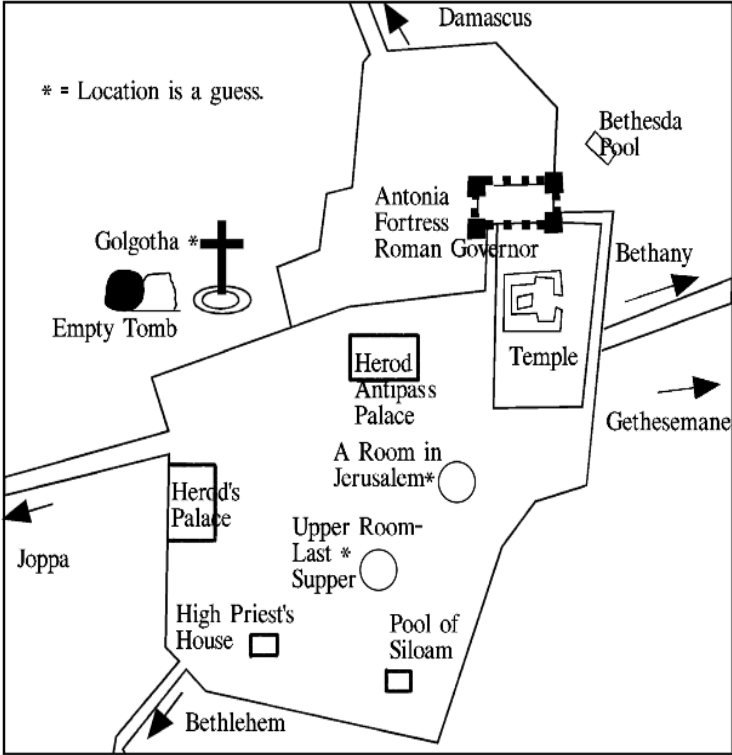 Damascus
* = Location is a guess.
Bethesda
Pool
Antonia
Fortress
Roman Governor
Golgotha *
Bethany
Empty Tomb
Temple
Herod
Antipass
Palace
Gethesemane
A Room in
Jerusalem*
Herod's
Palace
Upper Room-
Last *
Supper
Joppa
High Priest's
House
Pool of
Siloam
Bethlehem